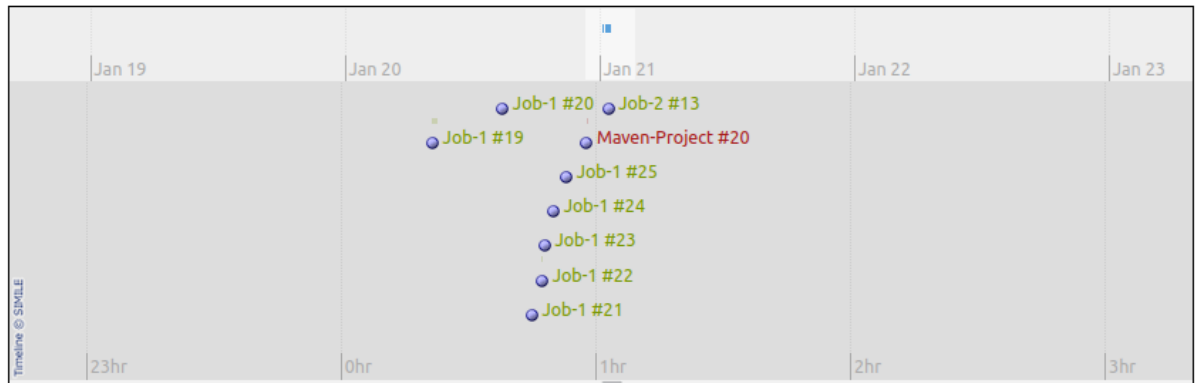 Jan 19 Jan 20 Jan 21 Jan 22 Jan 23
Job-1 #20 Job-2 #13
Job-1 #19 Maven-Project #20
Job-1 #25
Job-1 #24
Job-1 #23
Job-1 #22
Job-1 #21
Timeline © SIMILE
23hr 0hr 1hr 2hr 3hr